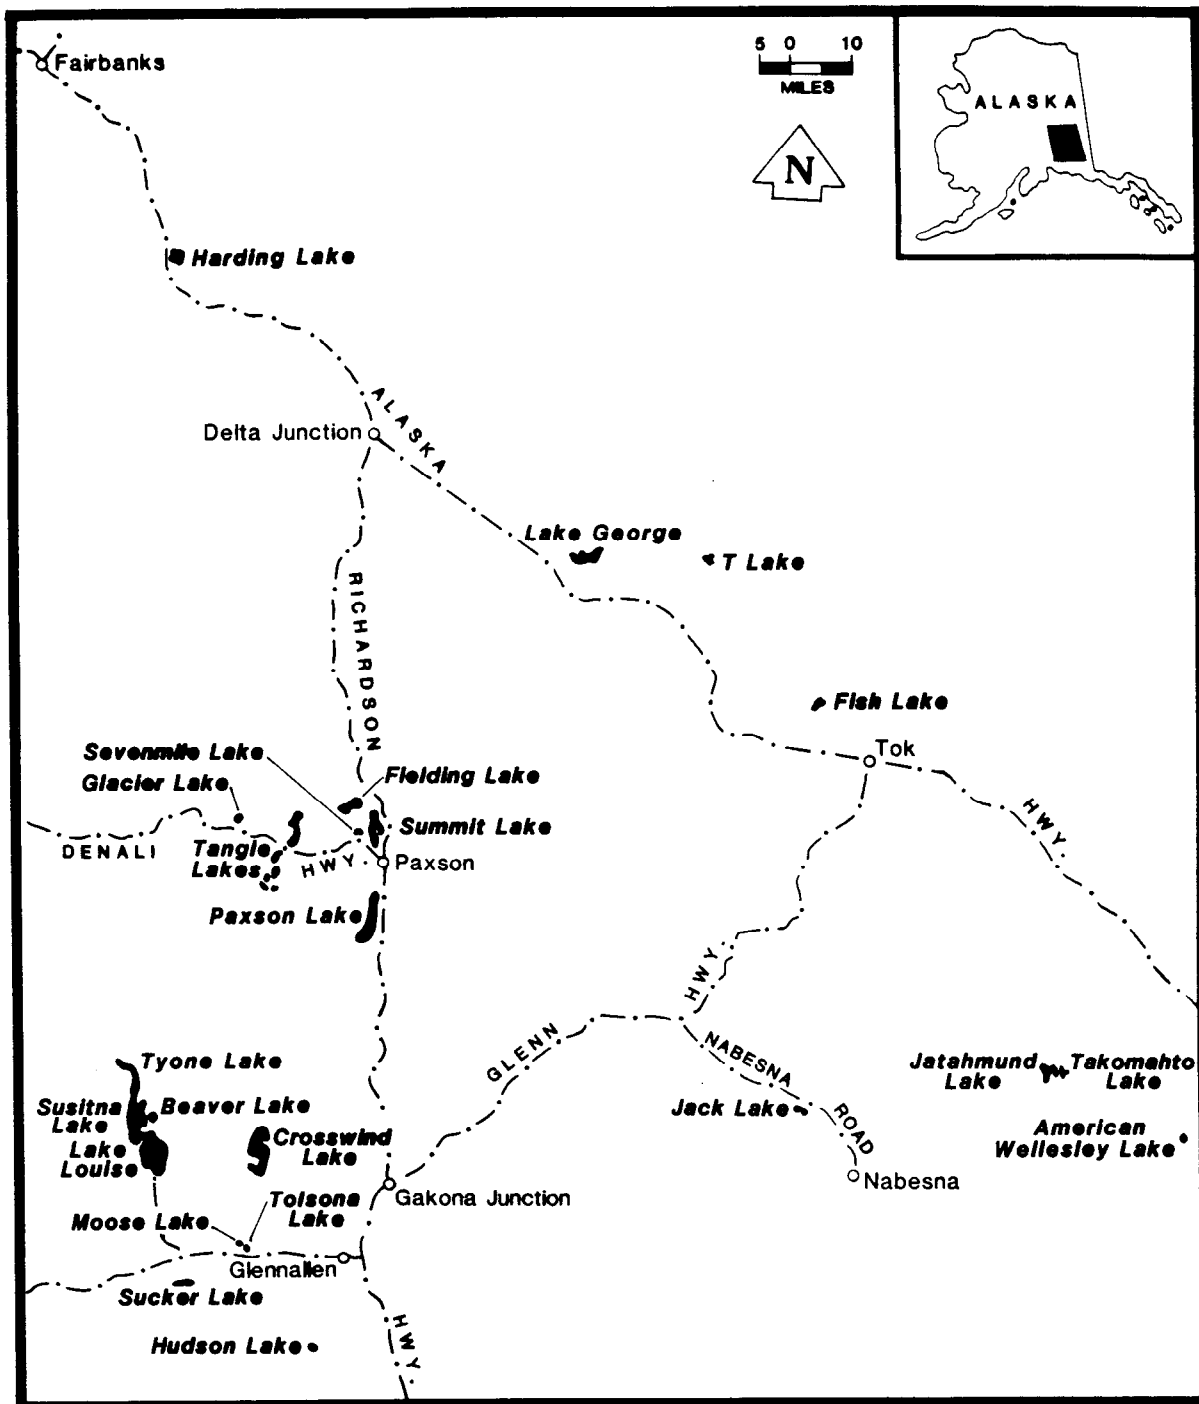 Fairbanks
5 0 10
MILES
N
ALASKA
Harding Lake
Delta Junction
ALASKA
Lake George
T Lake
RICHARDSON
Fish Lake
Tok
Sevenmile Lake
Glacier Lake
Fielding Lake
Summit Lake
DENALI
Tangle
Lakes
HWY.
Paxson
HWY.
Paxson Lake
HWY.
GLENN
NABESNA
ROAD
Tyone Lake
Jatahmund
Lake
Takomahto
Lake
Susitna
Lake
Beaver Lake
Jack Lake
American
Wellesley Lake
Lake
Louise
Crosswind
Lake
Nabesna
Gakona Junction
Moose Lake
Tolsona
Lake
Glennallen
Sucker Lake
Hudson Lake
HWY.